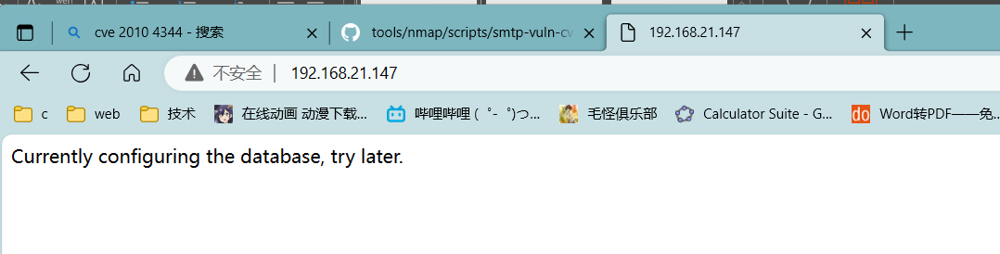 cve 2010 4344 - 搜索
tools/nmap/scripts/smtp-vuln-cv
192.168.21.147
不安全 192.168.21.147
c web 技术 在线动画 动漫下载... 哔哩哔哩 ( ゜- ゜)つ... 毛怪俱乐部 Calculator Suite - G... Word转PDF——免...
Currently configuring the database, try later.